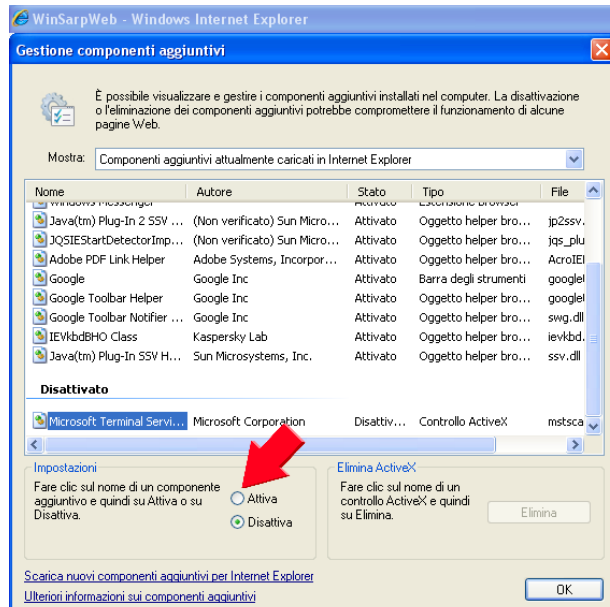 WinSarpWeb - Windows Internet Explorer
Gestione componenti aggiuntivi
È possibile visualizzare e gestire i componenti aggiuntivi installati nel computer. La disattivazione
o l'eliminazione dei componenti aggiuntivi potrebbe compromettere il funzionamento di alcune
pagine Web.
Mostra: Componenti aggiuntivi attualmente caricati in Internet Explorer
Nome Autore Stato Tipo File
Windows Messenger Attivato Estensione browser
Java(tm) Plug-In 2 SSV ... (Non verificato) Sun Micro... Attivato Oggetto helper bro... jp2ssv.
JQSIEStartDetectorImp... (Non verificato) Sun Micro... Attivato Oggetto helper bro... jqs_plu
Adobe PDF Link Helper Adobe Systems, Incorpor... Attivato Oggetto helper bro... AcroIEI
Google Google Inc Attivato Barra degli strumenti googlel
Google Toolbar Helper Google Inc Attivato Oggetto helper bro... googlel
Google Toolbar Notifier ... Google Inc Attivato Oggetto helper bro... swg.dll
IEVkbdBHO Class Kaspersky Lab Attivato Oggetto helper bro... ievkbd.
Java(tm) Plug-In SSV H... Sun Microsystems, Inc. Attivato Oggetto helper bro... ssv.dll
Disattivato
Microsoft Terminal Servi... Microsoft Corporation Disattiv... Controllo ActiveX mstsca
Impostazioni
Fare clic sul nome di un componente
aggiuntivo e quindi su Attiva o su
Disattiva.
Attiva
Disattiva
Elimina ActiveX
Fare clic sul nome di un
controllo ActiveX e quindi
su Elimina.
Elimina
Scarica nuovi componenti aggiuntivi per Internet Explorer
Ulteriori informazioni sui componenti aggiuntivi
OK